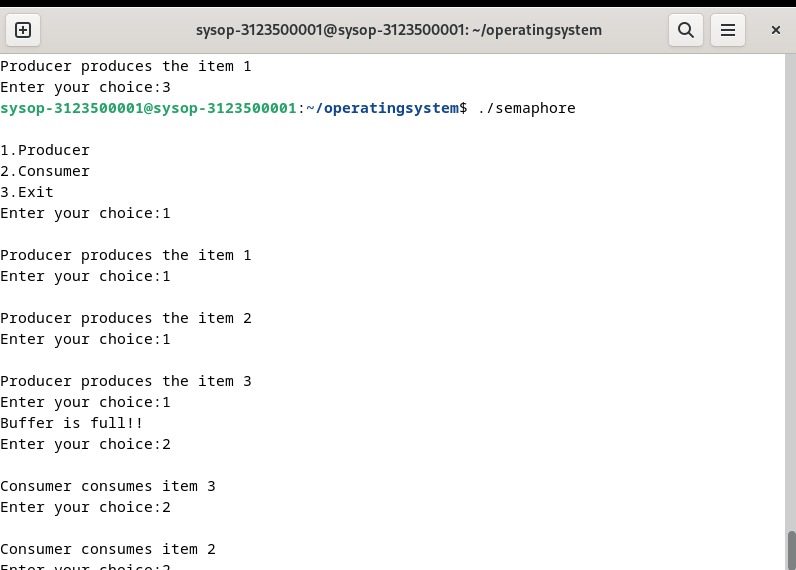 sysop-3123500001@sysop-3123500001: ~/operatingsystem
Producer produces the item 1
Enter your choice:3
sysop-3123500001@sysop-3123500001:~/operatingsystem$ ./semaphore
1.Producer
2.Consumer
3.Exit
Enter your choice:1
Producer produces the item 1
Enter your choice:1
Producer produces the item 2
Enter your choice:1
Producer produces the item 3
Enter your choice:1
Buffer is full!!
Enter your choice:2
Consumer consumes item 3
Enter your choice:2
Consumer consumes item 2
Enter your choice:2